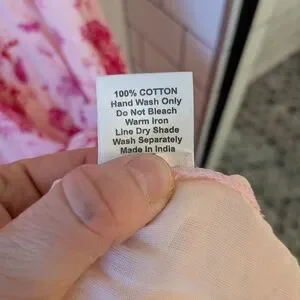 100% COTTON
Hand Wash Only
Do Not Bleach
Warm Iron
Line Dry Shade
Wash Separately
Made In India